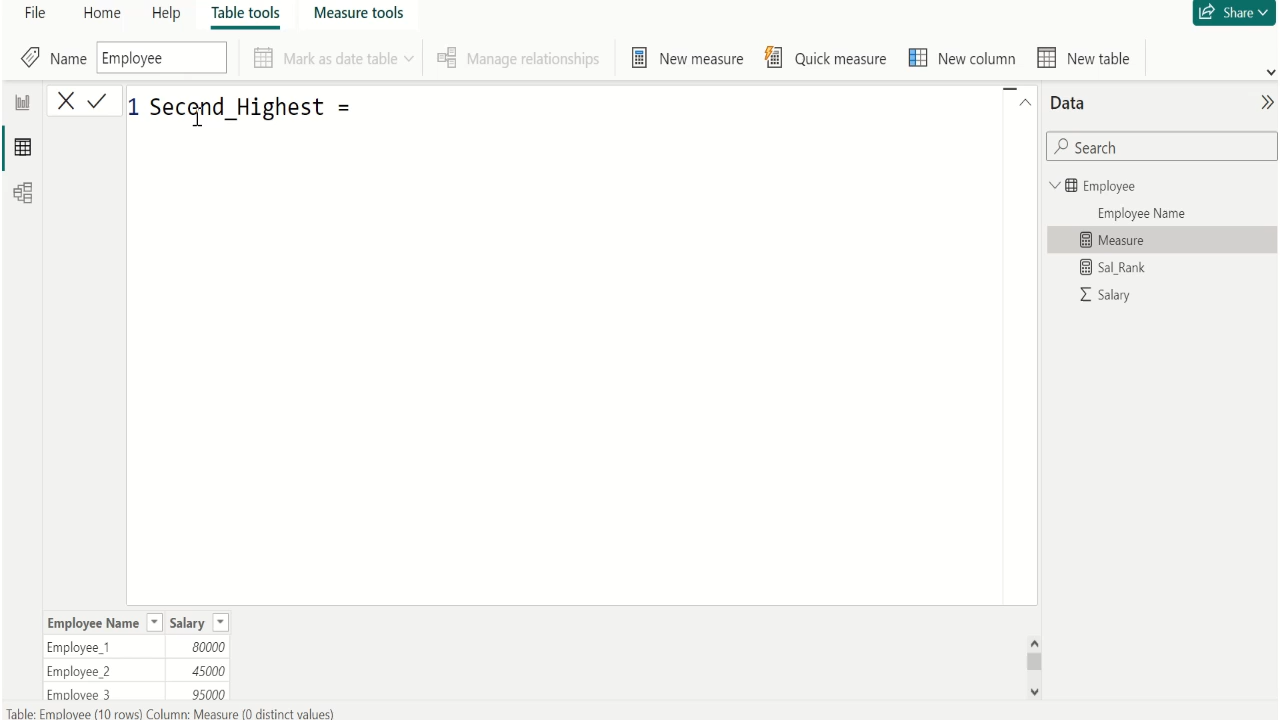 File Home Help Table tools Measure tools Share
Name Employee Mark as date table Manage relationships New measure Quick measure New column New table
1 Second_Highest =
Data
Search
Employee
Employee Name
Measure
Sal_Rank
Σ Salary
Employee Name Salary
Employee_1 80000
Employee_2 45000
Employee_3 95000
Table: Employee (10 rows) Column: Measure (0 distinct values)